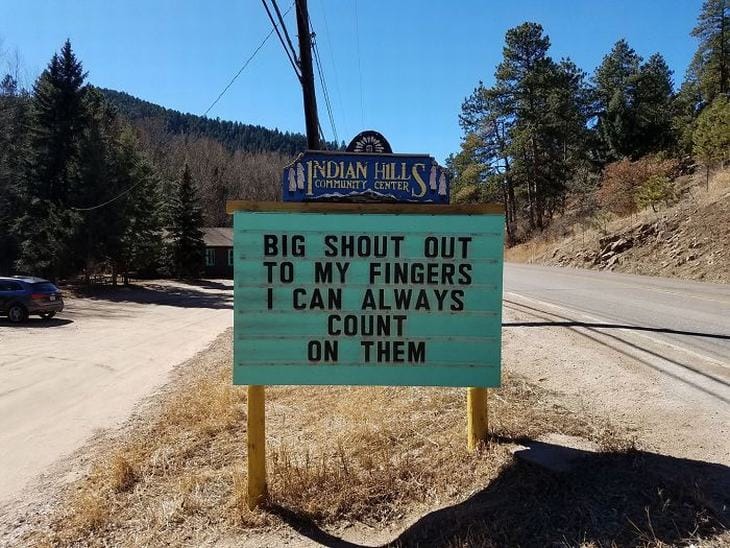 INDIAN HILLS
COMMUNITY CENTER
BIG SHOUT OUT
TO MY FINGERS
I CAN ALWAYS
COUNT
ON THEM